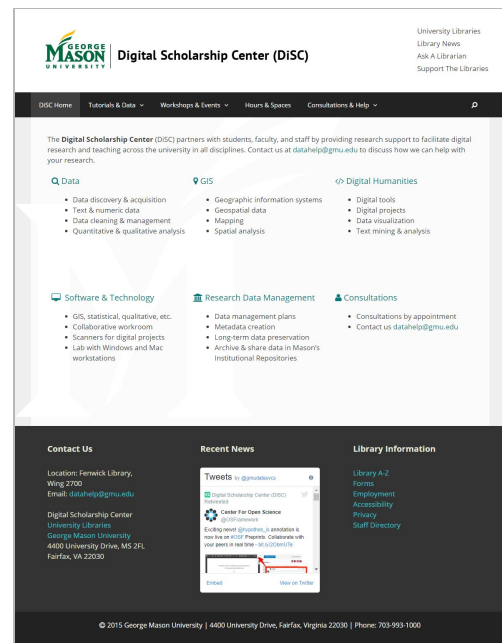 GEORGE
MASON
UNIVERSITY
Digital Scholarship Center (DiSC)
University Libraries
Library News
Ask A Librarian
Support The Libraries
DiSC Home
Tutorials & Data
Workshops & Events
Hours & Spaces
Consultations & Help
The Digital Scholarship Center (DiSC) partners with students, faculty, and staff by providing research support to facilitate digital
research and teaching across the university in all disciplines. Contact us at datahelp@gmu.edu to discuss how we can help with
your research.
Data
• Data discovery & acquisition
• Text & numeric data
• Data cleaning & management
• Quantitative & qualitative analysis
GIS
• Geographic information systems
• Geospatial data
• Mapping
• Spatial analysis
</> Digital Humanities
• Digital tools
• Digital projects
• Data visualization
• Text mining & analysis
Software & Technology
• GIS, statistical, qualitative, etc.
• Collaborative workroom
• Scanners for digital projects
• Lab with Windows and Mac
workstations
Research Data Management
• Data management plans
• Metadata creation
• Long-term data preservation
• Archive & share data in Mason's
Institutional Repositories
Consultations
• Consultations by appointment
• Contact us datahelp@gmu.edu
Contact Us
Location: Fenwick Library,
Wing 2700
Email: datahelp@gmu.edu
Digital Scholarship Center
University Libraries
George Mason University
4400 University Drive, MS 2FL
Fairfax, VA 22030
Recent News
Tweets by @gmudatasvcs
Digital Scholarship Center (DiSC)
Retweeted
Center For Open Science
@OSFramework
Exciting news! @hypothes_is annotation is
now live on #OSF Preprints. Collaborate with
your peers in real time -
Embed
View on Twitter
Library Information
Library A-Z
Forms
Employment
Accessibility
Privacy
Staff Directory
© 2015 George Mason University | 4400 University Drive, Fairfax, Virginia 22030 | Phone: 703-993-1000